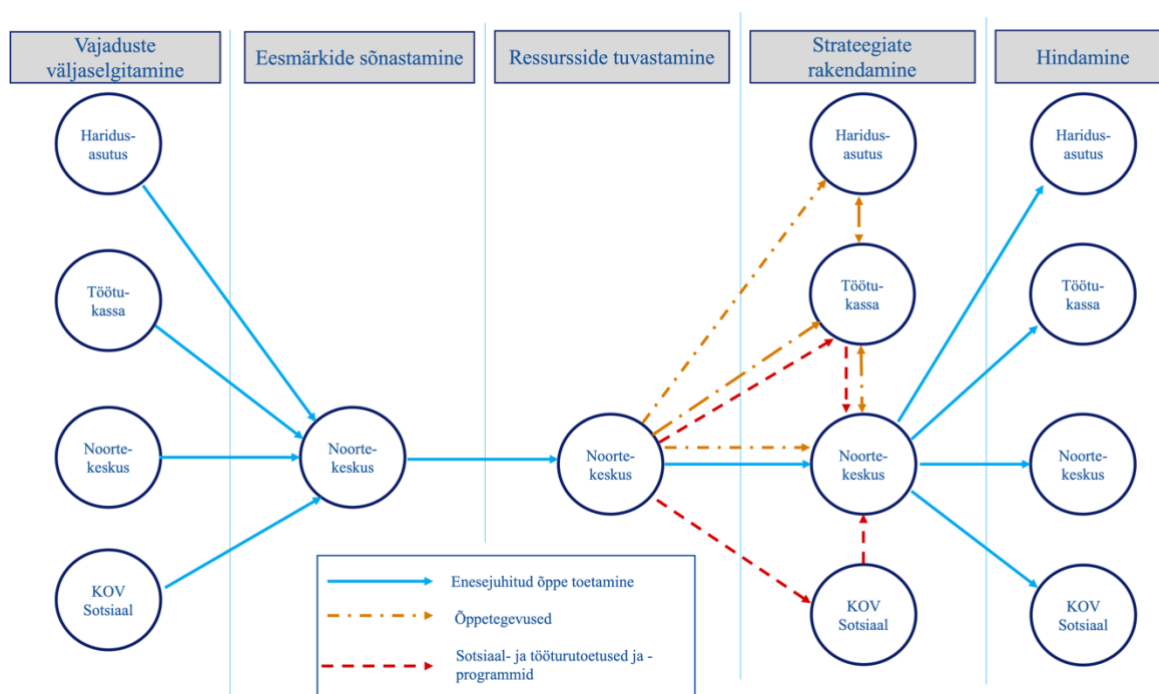 Vajaduste
väljaselgitamine
Eesmärkide sõnastamine
Ressursside tuvastamine
Strateegiate
rakendamine
Hindamine
Haridus-
asutus
Töötu-
kassa
Noorte-
keskus
KOV
Sotsiaal
Noorte-
keskus
Noorte-
keskus
Haridus-
asutus
Töötu-
kassa
Noorte-
keskus
KOV
Sotsiaal
Haridus-
asutus
Töötu-
kassa
Noorte-
keskus
KOV
Sotsiaal
Enesejuhitud õppe toetamine
Õppetegevused
Sotsiaal- ja tööturutoetused ja -
programmid